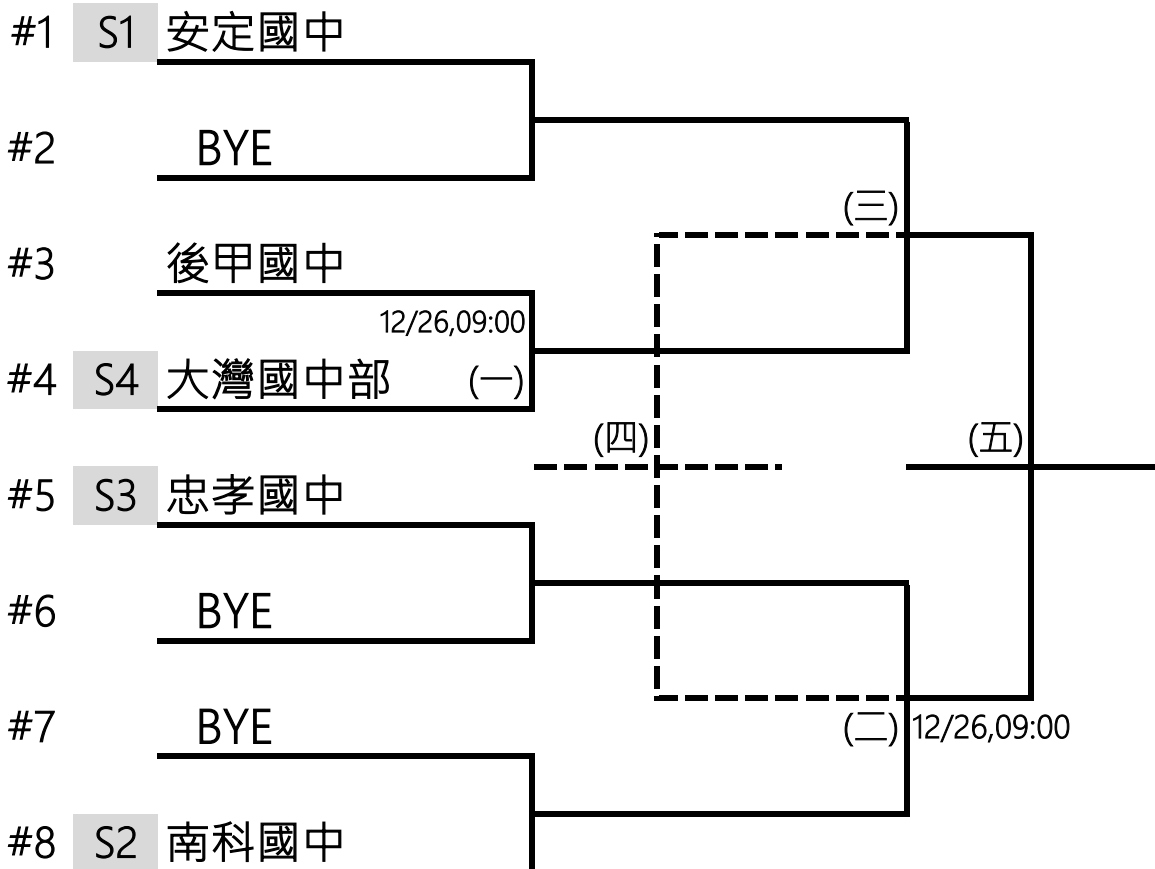 #1 S1 安定國中
#2 BYE
(三)
#3 後甲國中
12/26,09:00
#4 S4 大灣國中部 (一)
(四) (五)
#5 S3 忠孝國中
#6 BYE
#7 BYE
(二) 12/26,09:00
#8 S2 南科國中